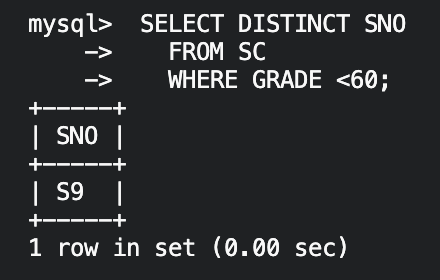 mysql>  SELECT DISTINCT SNO
    ->    FROM SC
    ->    WHERE GRADE <60;
+-----+
| SNO |
+-----+
| S9  |
+-----+
1 row in set (0.00 sec)